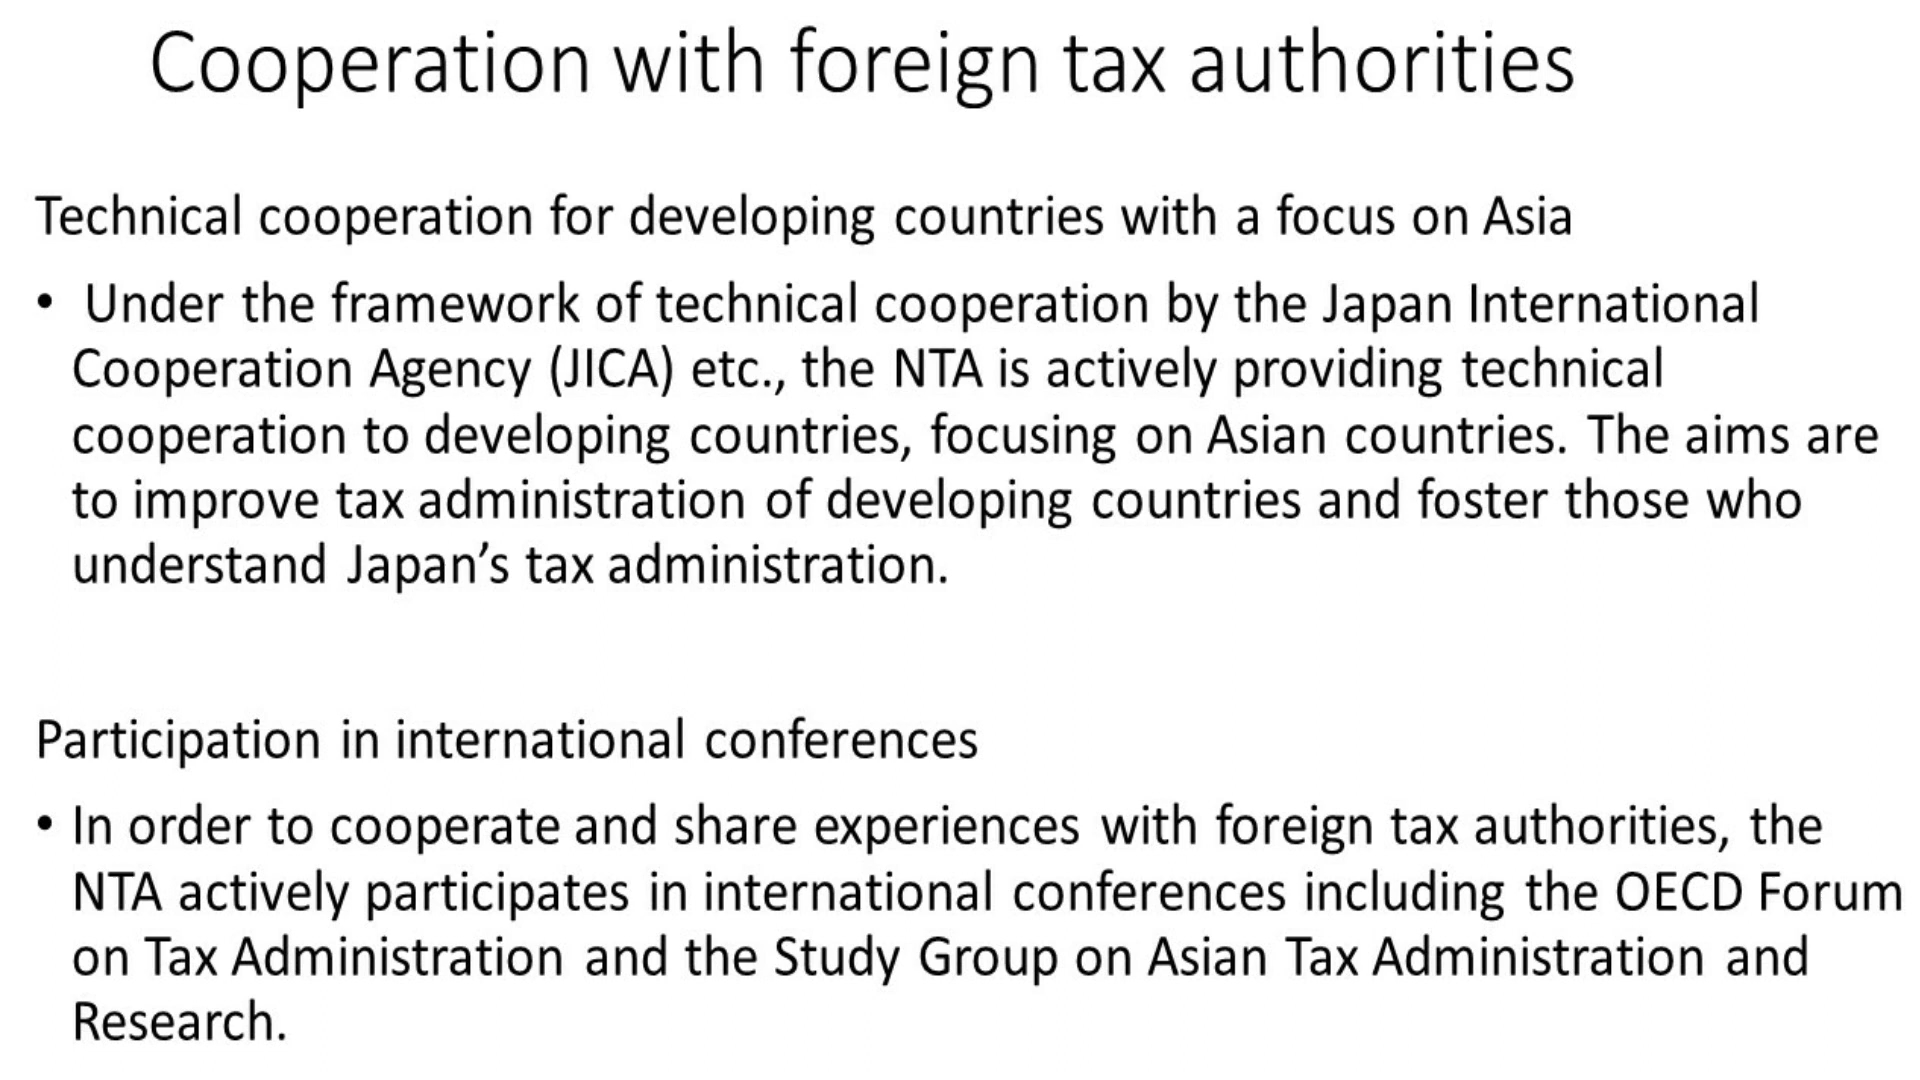 Cooperation with foreign tax authorities
Technical cooperation for developing countries with a focus on Asia
• Under the framework of technical cooperation by the Japan International
Cooperation Agency (JICA) etc., the NTA is actively providing technical
cooperation to developing countries, focusing on Asian countries. The aims are
to improve tax administration of developing countries and foster those who
understand Japan’s tax administration.
Participation in international conferences
• In order to cooperate and share experiences with foreign tax authorities, the
NTA actively participates in international conferences including the OECD Forum
on Tax Administration and the Study Group on Asian Tax Administration and
Research.